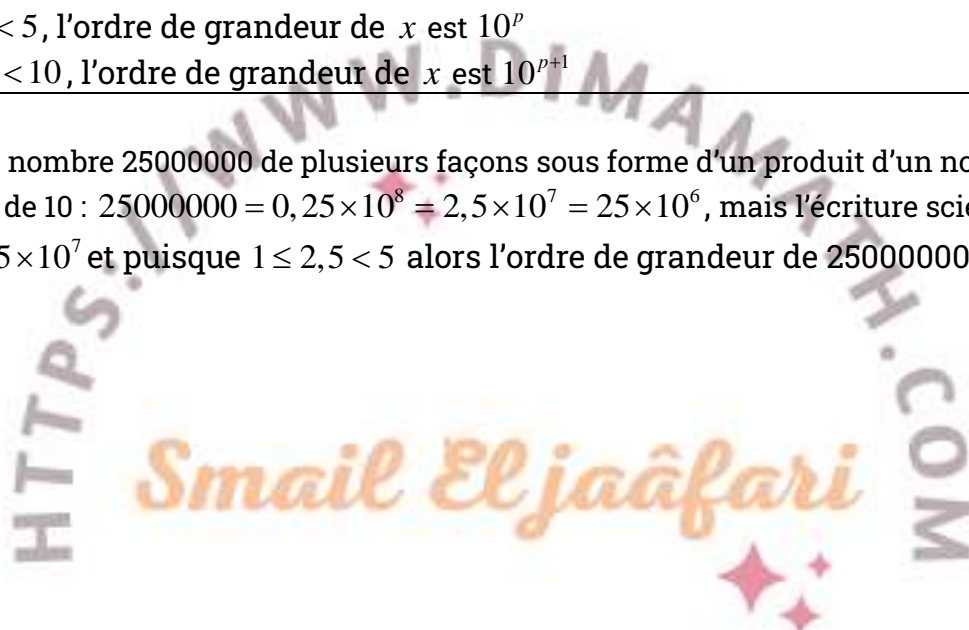 < 5, l'ordre de grandeur de x est 10^p
< 10, l'ordre de grandeur de x est 10^{p+1}
nombre 25000000 de plusieurs façons sous forme d'un produit d'un no
de 10 : 25000000 = 0,25×10^8 = 2,5×10^7 = 25×10^6, mais l'écriture scie
5×10^7 et puisque 1 ≤ 2,5 < 5 alors l'ordre de grandeur de 25000000
HTTPS://WWW.DIMAMATH.COM
Smail Eljaâfari